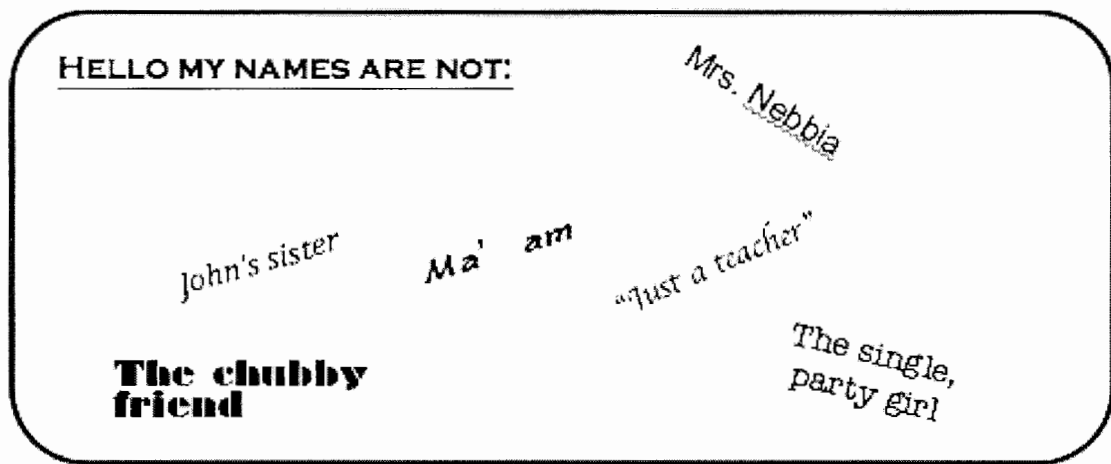 HELLO MY NAMES ARE NOT:
Mrs. Nebbia
John's sister
Ma' am
"Just a teacher"
The chubby
friend
The single,
party girl